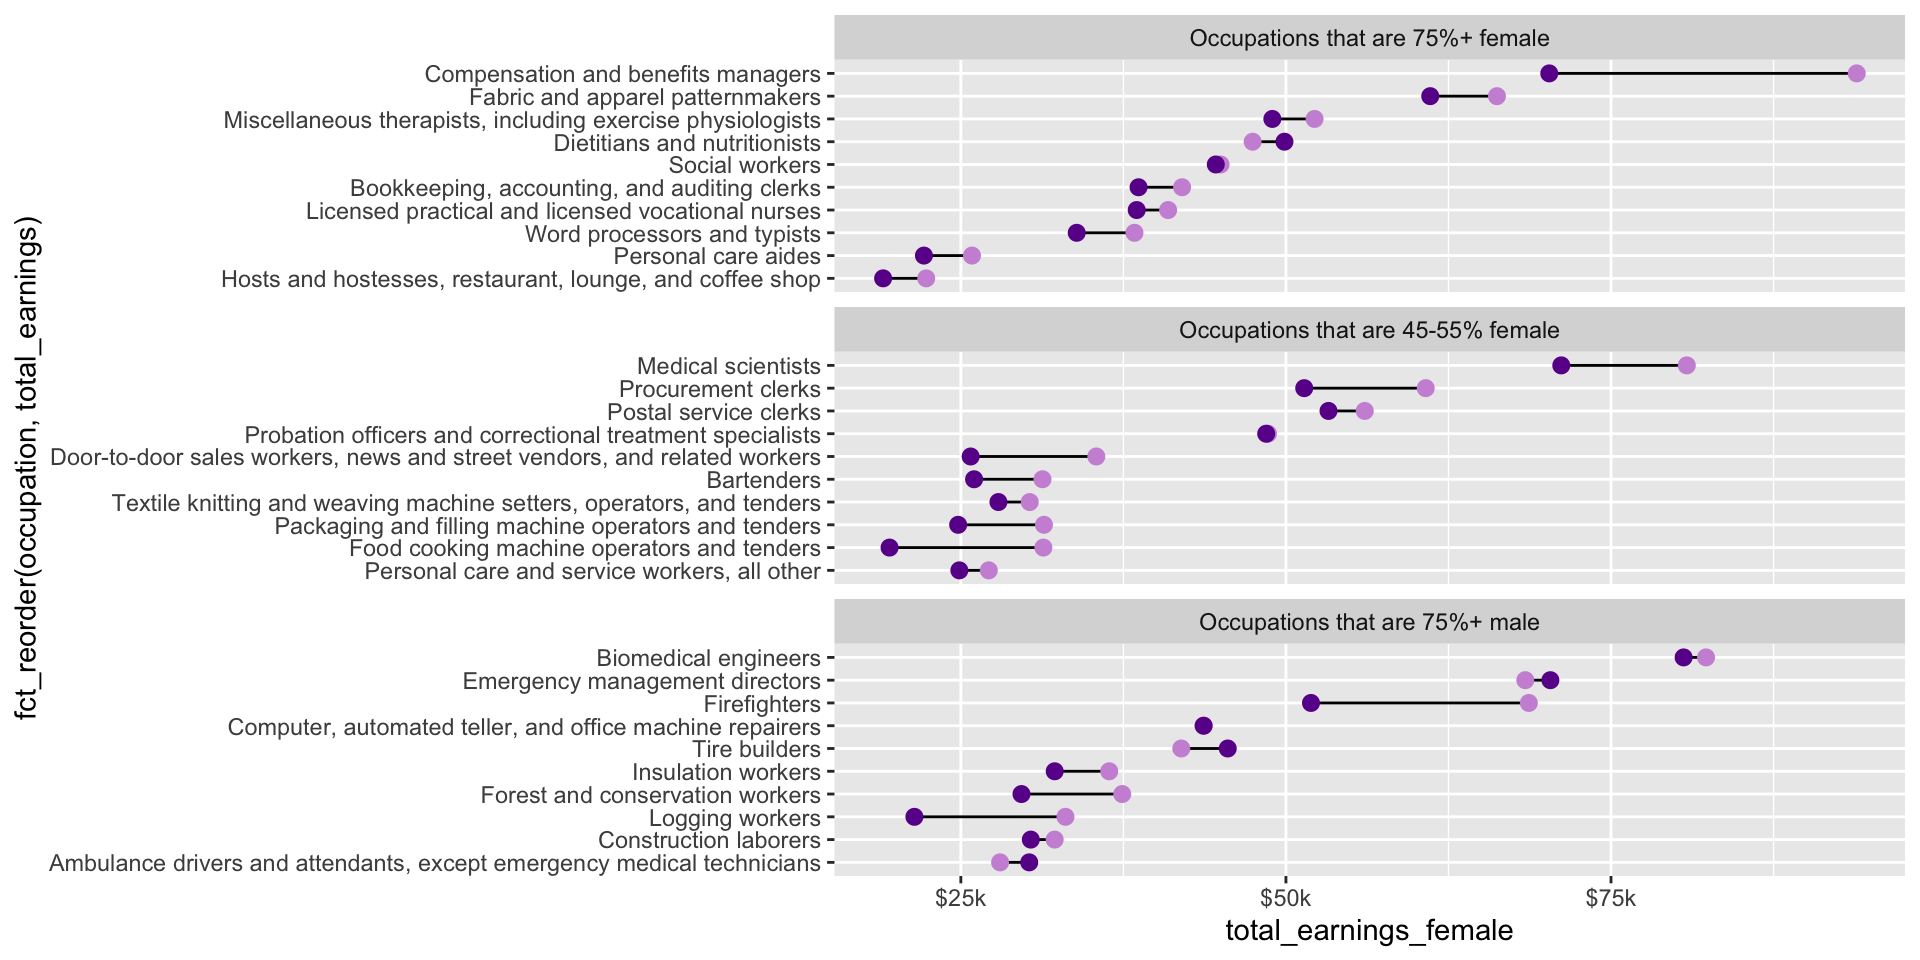 fct_reorder(occupation, total_earnings)
Occupations that are 75%+ female
Compensation and benefits managers
Fabric and apparel patternmakers
Miscellaneous therapists, including exercise physiologists
Dietitians and nutritionists
Social workers
Bookkeeping, accounting, and auditing clerks
Licensed practical and licensed vocational nurses
Word processors and typists
Personal care aides
Hosts and hostesses, restaurant, lounge, and coffee shop
Occupations that are 45-55% female
Medical scientists
Procurement clerks
Postal service clerks
Probation officers and correctional treatment specialists
Door-to-door sales workers, news and street vendors, and related workers
Bartenders
Textile knitting and weaving machine setters, operators, and tenders
Packaging and filling machine operators and tenders
Food cooking machine operators and tenders
Personal care and service workers, all other
Occupations that are 75%+ male
Biomedical engineers
Emergency management directors
Firefighters
Computer, automated teller, and office machine repairers
Tire builders
Insulation workers
Forest and conservation workers
Logging workers
Construction laborers
Ambulance drivers and attendants, except emergency medical technicians
$25k $50k $75k
total_earnings_female